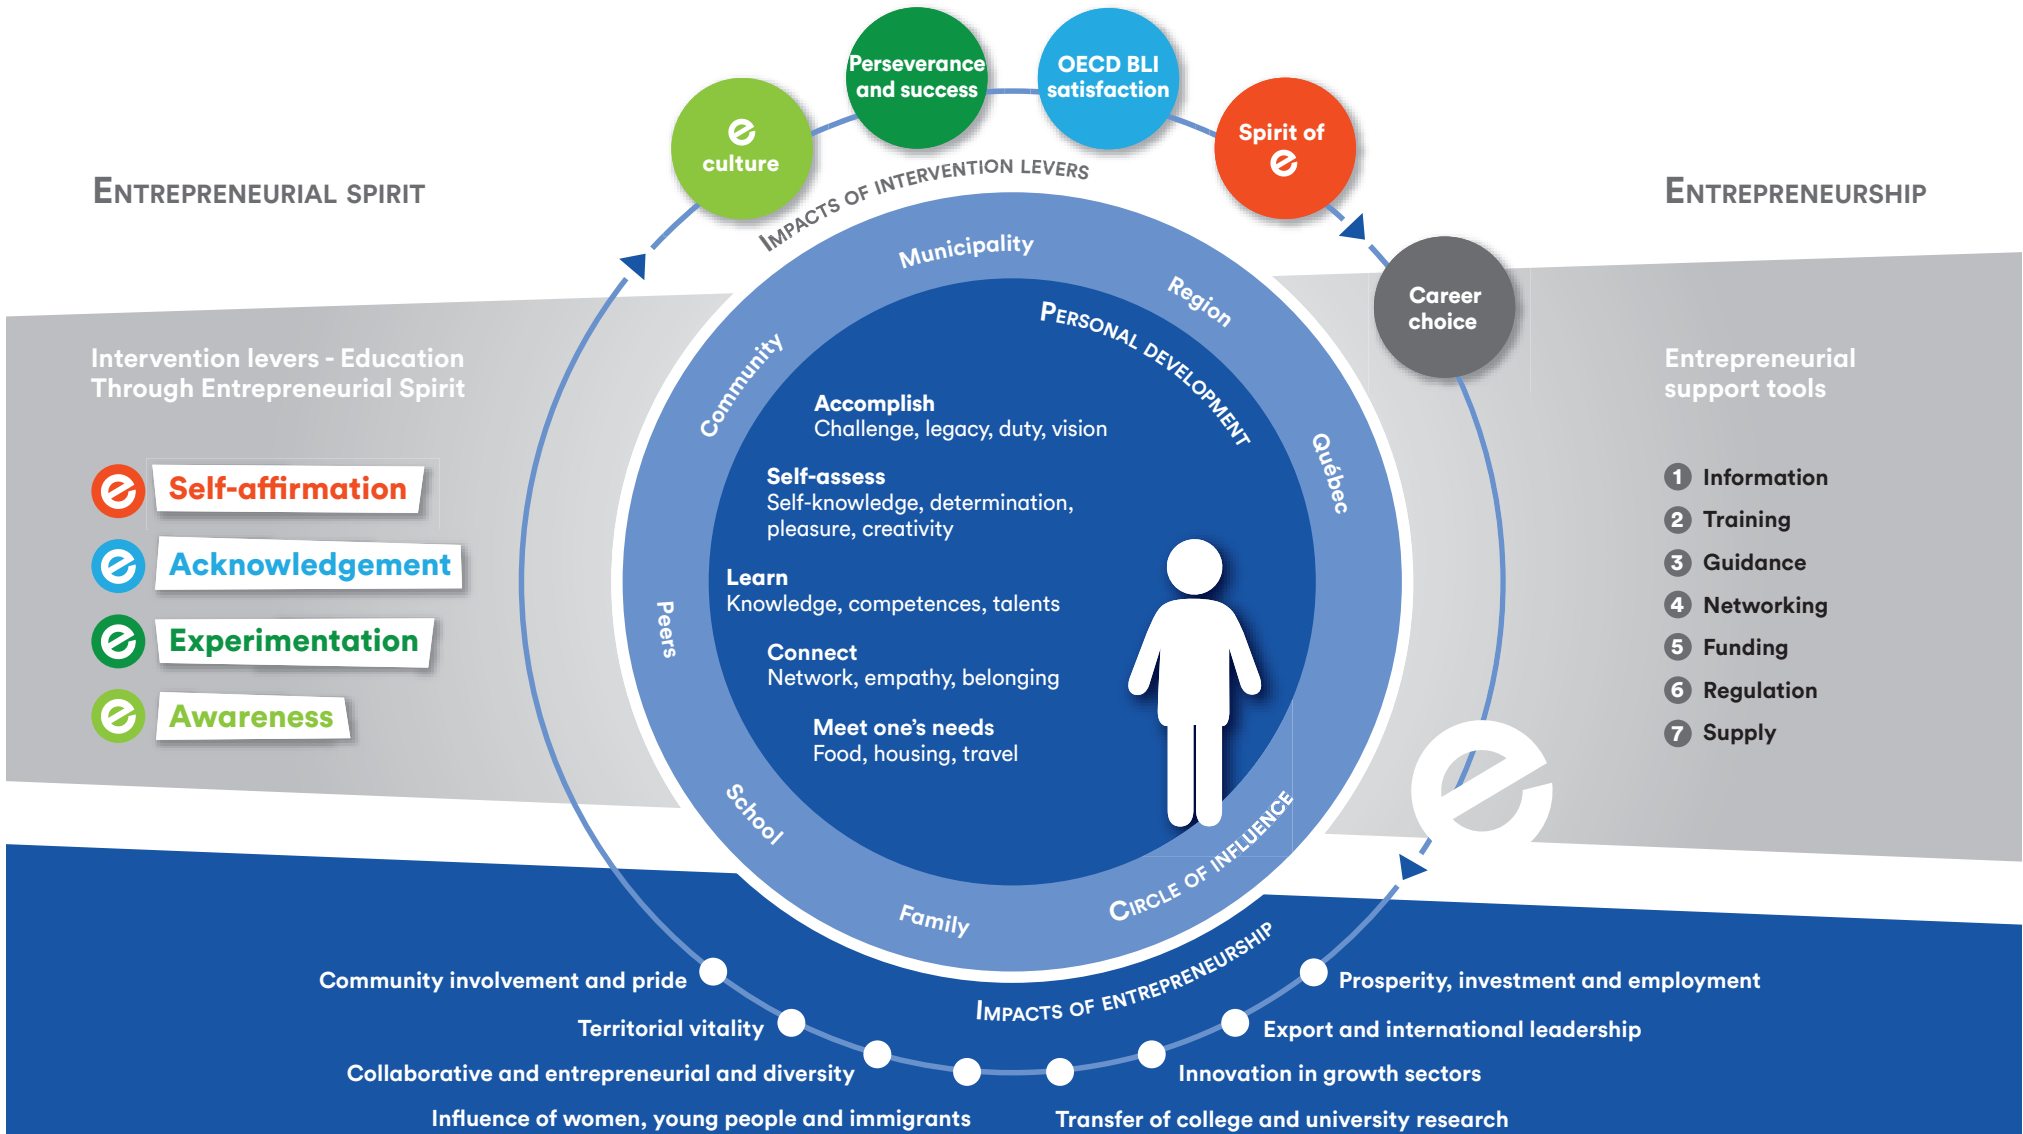 Perseverance
and success
OECD BLI
satisfaction
e
culture
Spirit of
e
IMPACTS OF INTERVENTION LEVERS
ENTREPRENEURIAL SPIRIT
ENTREPRENEURSHIP
Career
choice
Intervention levers - Education
Through Entrepreneurial Spirit
e Self-affirmation
e Acknowledgement
e Experimentation
e Awareness
Municipality
Region
Québec
Community
Peers
School
Family
CIRCLE OF INFLUENCE
PERSONAL DEVELOPMENT
Accomplish
Challenge, legacy, duty, vision
Self-assess
Self-knowledge, determination,
pleasure, creativity
Learn
Knowledge, competences, talents
Connect
Network, empathy, belonging
Meet one's needs
Food, housing, travel
Entrepreneurial
support tools
1 Information
2 Training
3 Guidance
4 Networking
5 Funding
6 Regulation
7 Supply
e
IMPACTS OF ENTREPRENEURSHIP
Community involvement and pride
Territorial vitality
Collaborative and entrepreneurial and diversity
Influence of women, young people and immigrants
Prosperity, investment and employment
Export and international leadership
Innovation in growth sectors
Transfer of college and university research